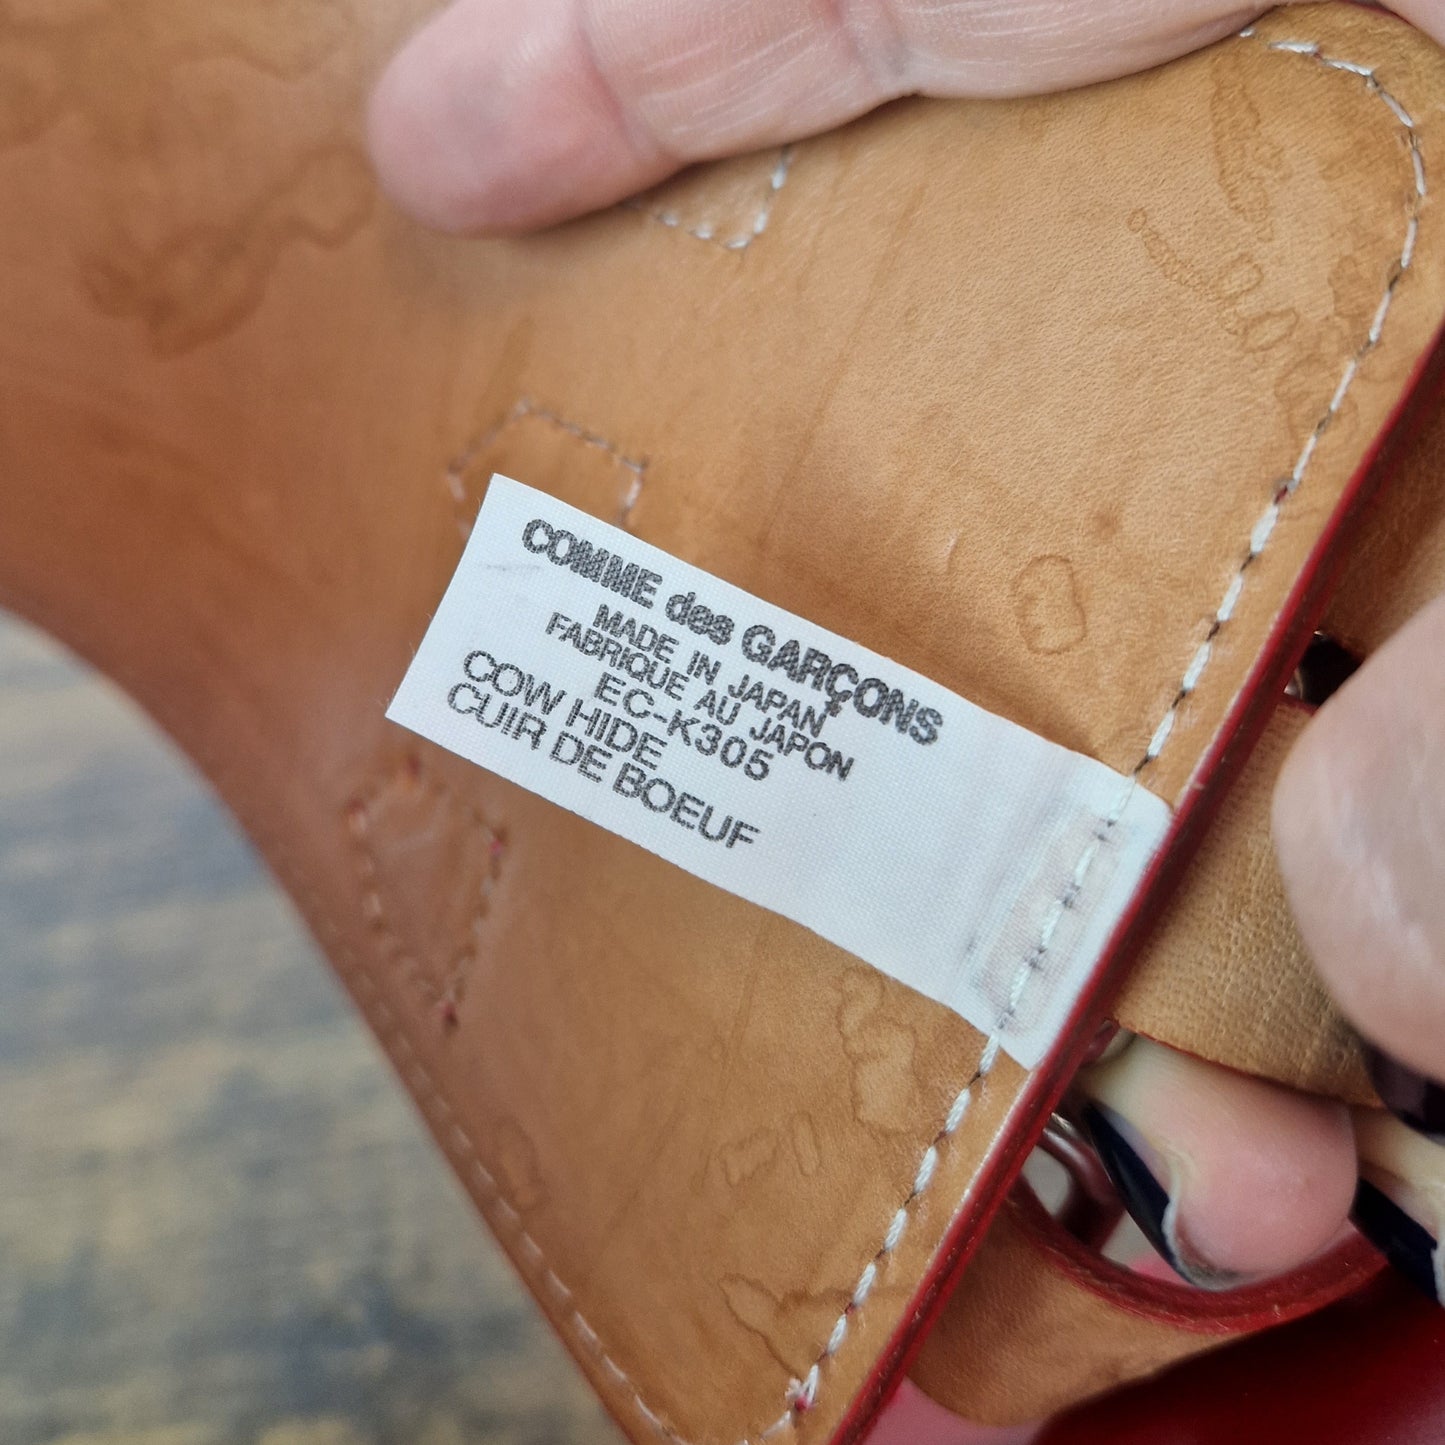 COMME des GARÇONS
MADE IN JAPAN
FABRIQUE AU JAPON
EC-K305
COW HIDE
CUIR DE BOEUF